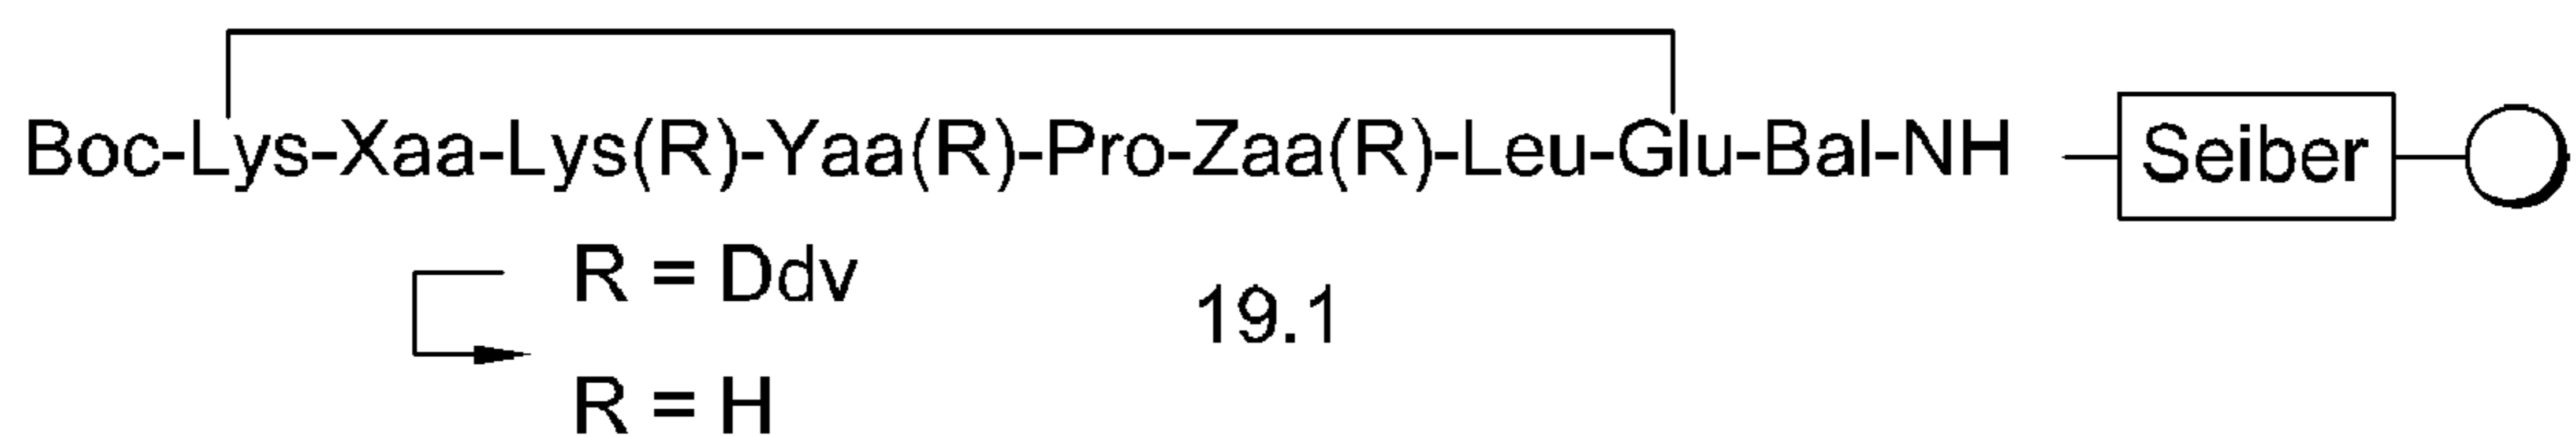 Boc-Lys-Xaa-Lys(R)-Yaa(R)-Pro-Zaa(R)-Leu-Glu-Bal-NH — Seiber
R = Ddv
19.1
R = H